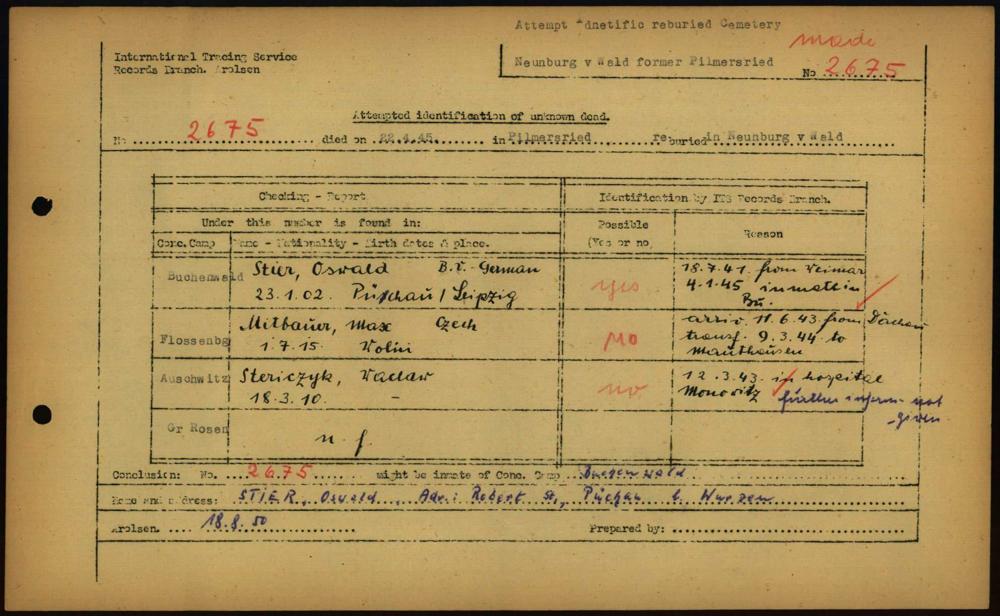 Attempt Adnetific reburied Cemetery
made
International Tracing Service
Records Branch. Arolsen
Neunburg v Wald former Pilmersried
No 2675
Attempted identification of unknown dead.
No 2675 died on 22.4.45. in Pilmersried reburied in Neunburg v Wald
Checking - Report
Identification by ITS Records Branch.
Under this number is found in:
Possible (Yes or no)
Reason
Conc. Camp
Name - Nationality - Birth dates & place.
Buchenwald
Stier, Oswald B.V. German
23.1.02. Püchau / Leipzig
yes
18.7.41. from Weimar
4.1.45 inmate in
Bu.
Flossenbg
Mitbauer, Max Czech
1.7.15. Wolin
No
arriv. 11.6.43 from Dachau
transf. 9.3.44 to
Mauthausen
Auschwitz
Stericzyk, Waclaw
18.3.10. -
no
12.3.43. in hospital
Monowitz
further inform. not
given.
Gr Rosen
n. f.
Conclusion: No. 2675 might be inmate of Conc. Camp
Name and address: STIER, Oswald, Adr.: Robert St., Püchau b. Wurzen
Arolsen. 18.8.50
Prepared by: